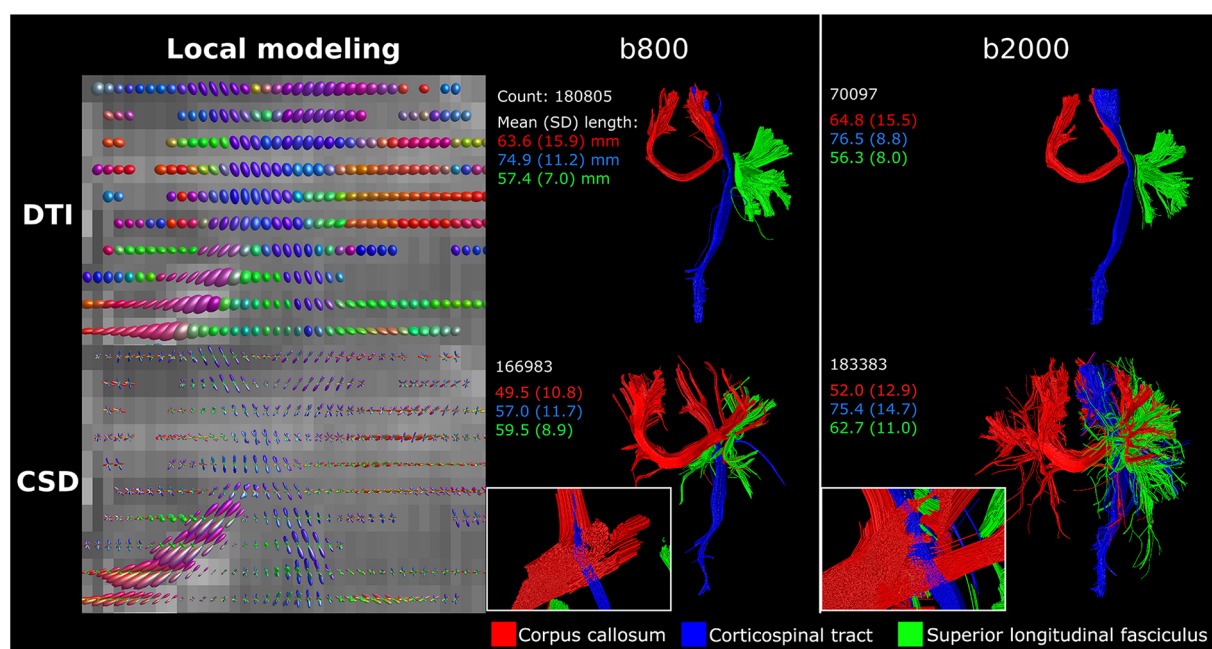 Local modeling
b800
b2000
DTI
Count: 180805
Mean (SD) length:
63.6 (15.9) mm
74.9 (11.2) mm
57.4 (7.0) mm
70097
64.8 (15.5)
76.5 (8.8)
56.3 (8.0)
CSD
166983
49.5 (10.8)
57.0 (11.7)
59.5 (8.9)
183383
52.0 (12.9)
75.4 (14.7)
62.7 (11.0)
Corpus callosum
Corticospinal tract
Superior longitudinal fasciculus